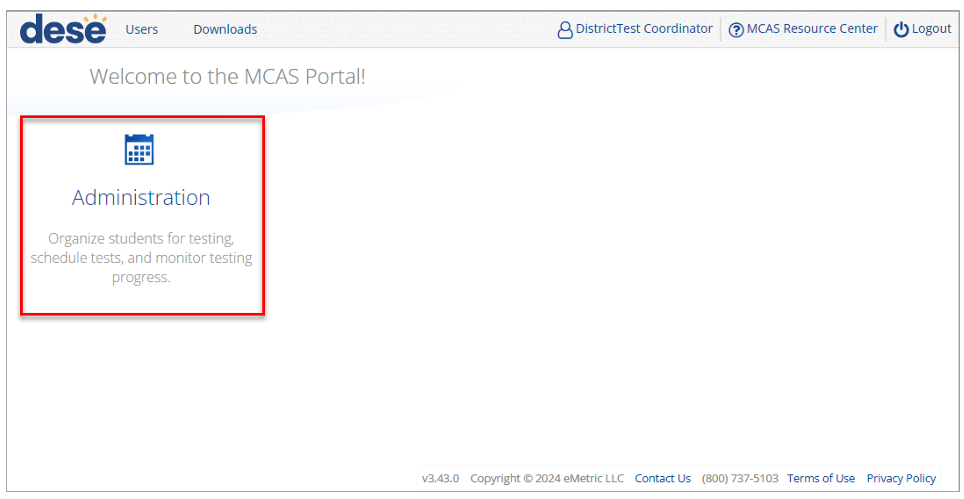 dese Users Downloads DistrictTest Coordinator MCAS Resource Center Logout
Welcome to the MCAS Portal!
Administration
Organize students for testing,
schedule tests, and monitor testing
progress.
v3.43.0 Copyright © 2024 eMetric LLC Contact Us (800) 737-5103 Terms of Use Privacy Policy